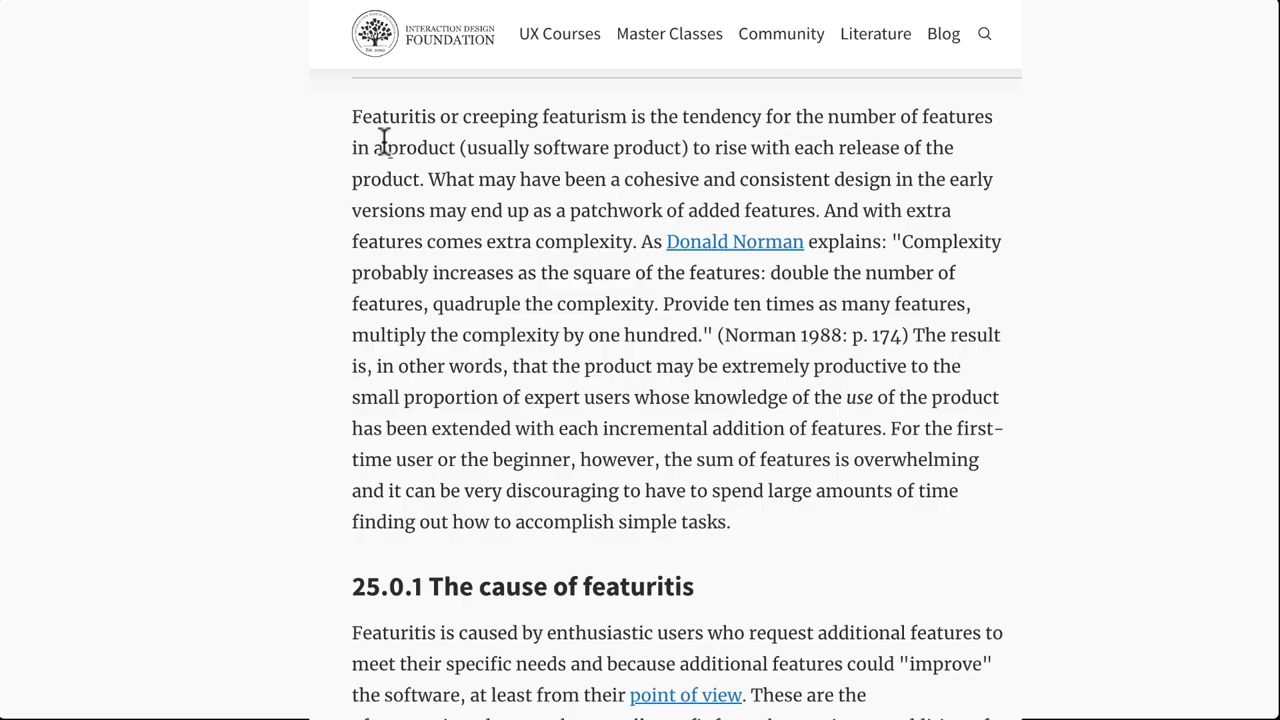 INTERACTION DESIGN
FOUNDATION
UX Courses Master Classes Community Literature Blog
Featuritis or creeping featurism is the tendency for the number of features
in a product (usually software product) to rise with each release of the
product. What may have been a cohesive and consistent design in the early
versions may end up as a patchwork of added features. And with extra
features comes extra complexity. As Donald Norman explains: "Complexity
probably increases as the square of the features: double the number of
features, quadruple the complexity. Provide ten times as many features,
multiply the complexity by one hundred." (Norman 1988: p. 174) The result
is, in other words, that the product may be extremely productive to the
small proportion of expert users whose knowledge of the use of the product
has been extended with each incremental addition of features. For the first-
time user or the beginner, however, the sum of features is overwhelming
and it can be very discouraging to have to spend large amounts of time
finding out how to accomplish simple tasks.
25.0.1 The cause of featuritis
Featuritis is caused by enthusiastic users who request additional features to
meet their specific needs and because additional features could "improve"
the software, at least from their point of view. These are the